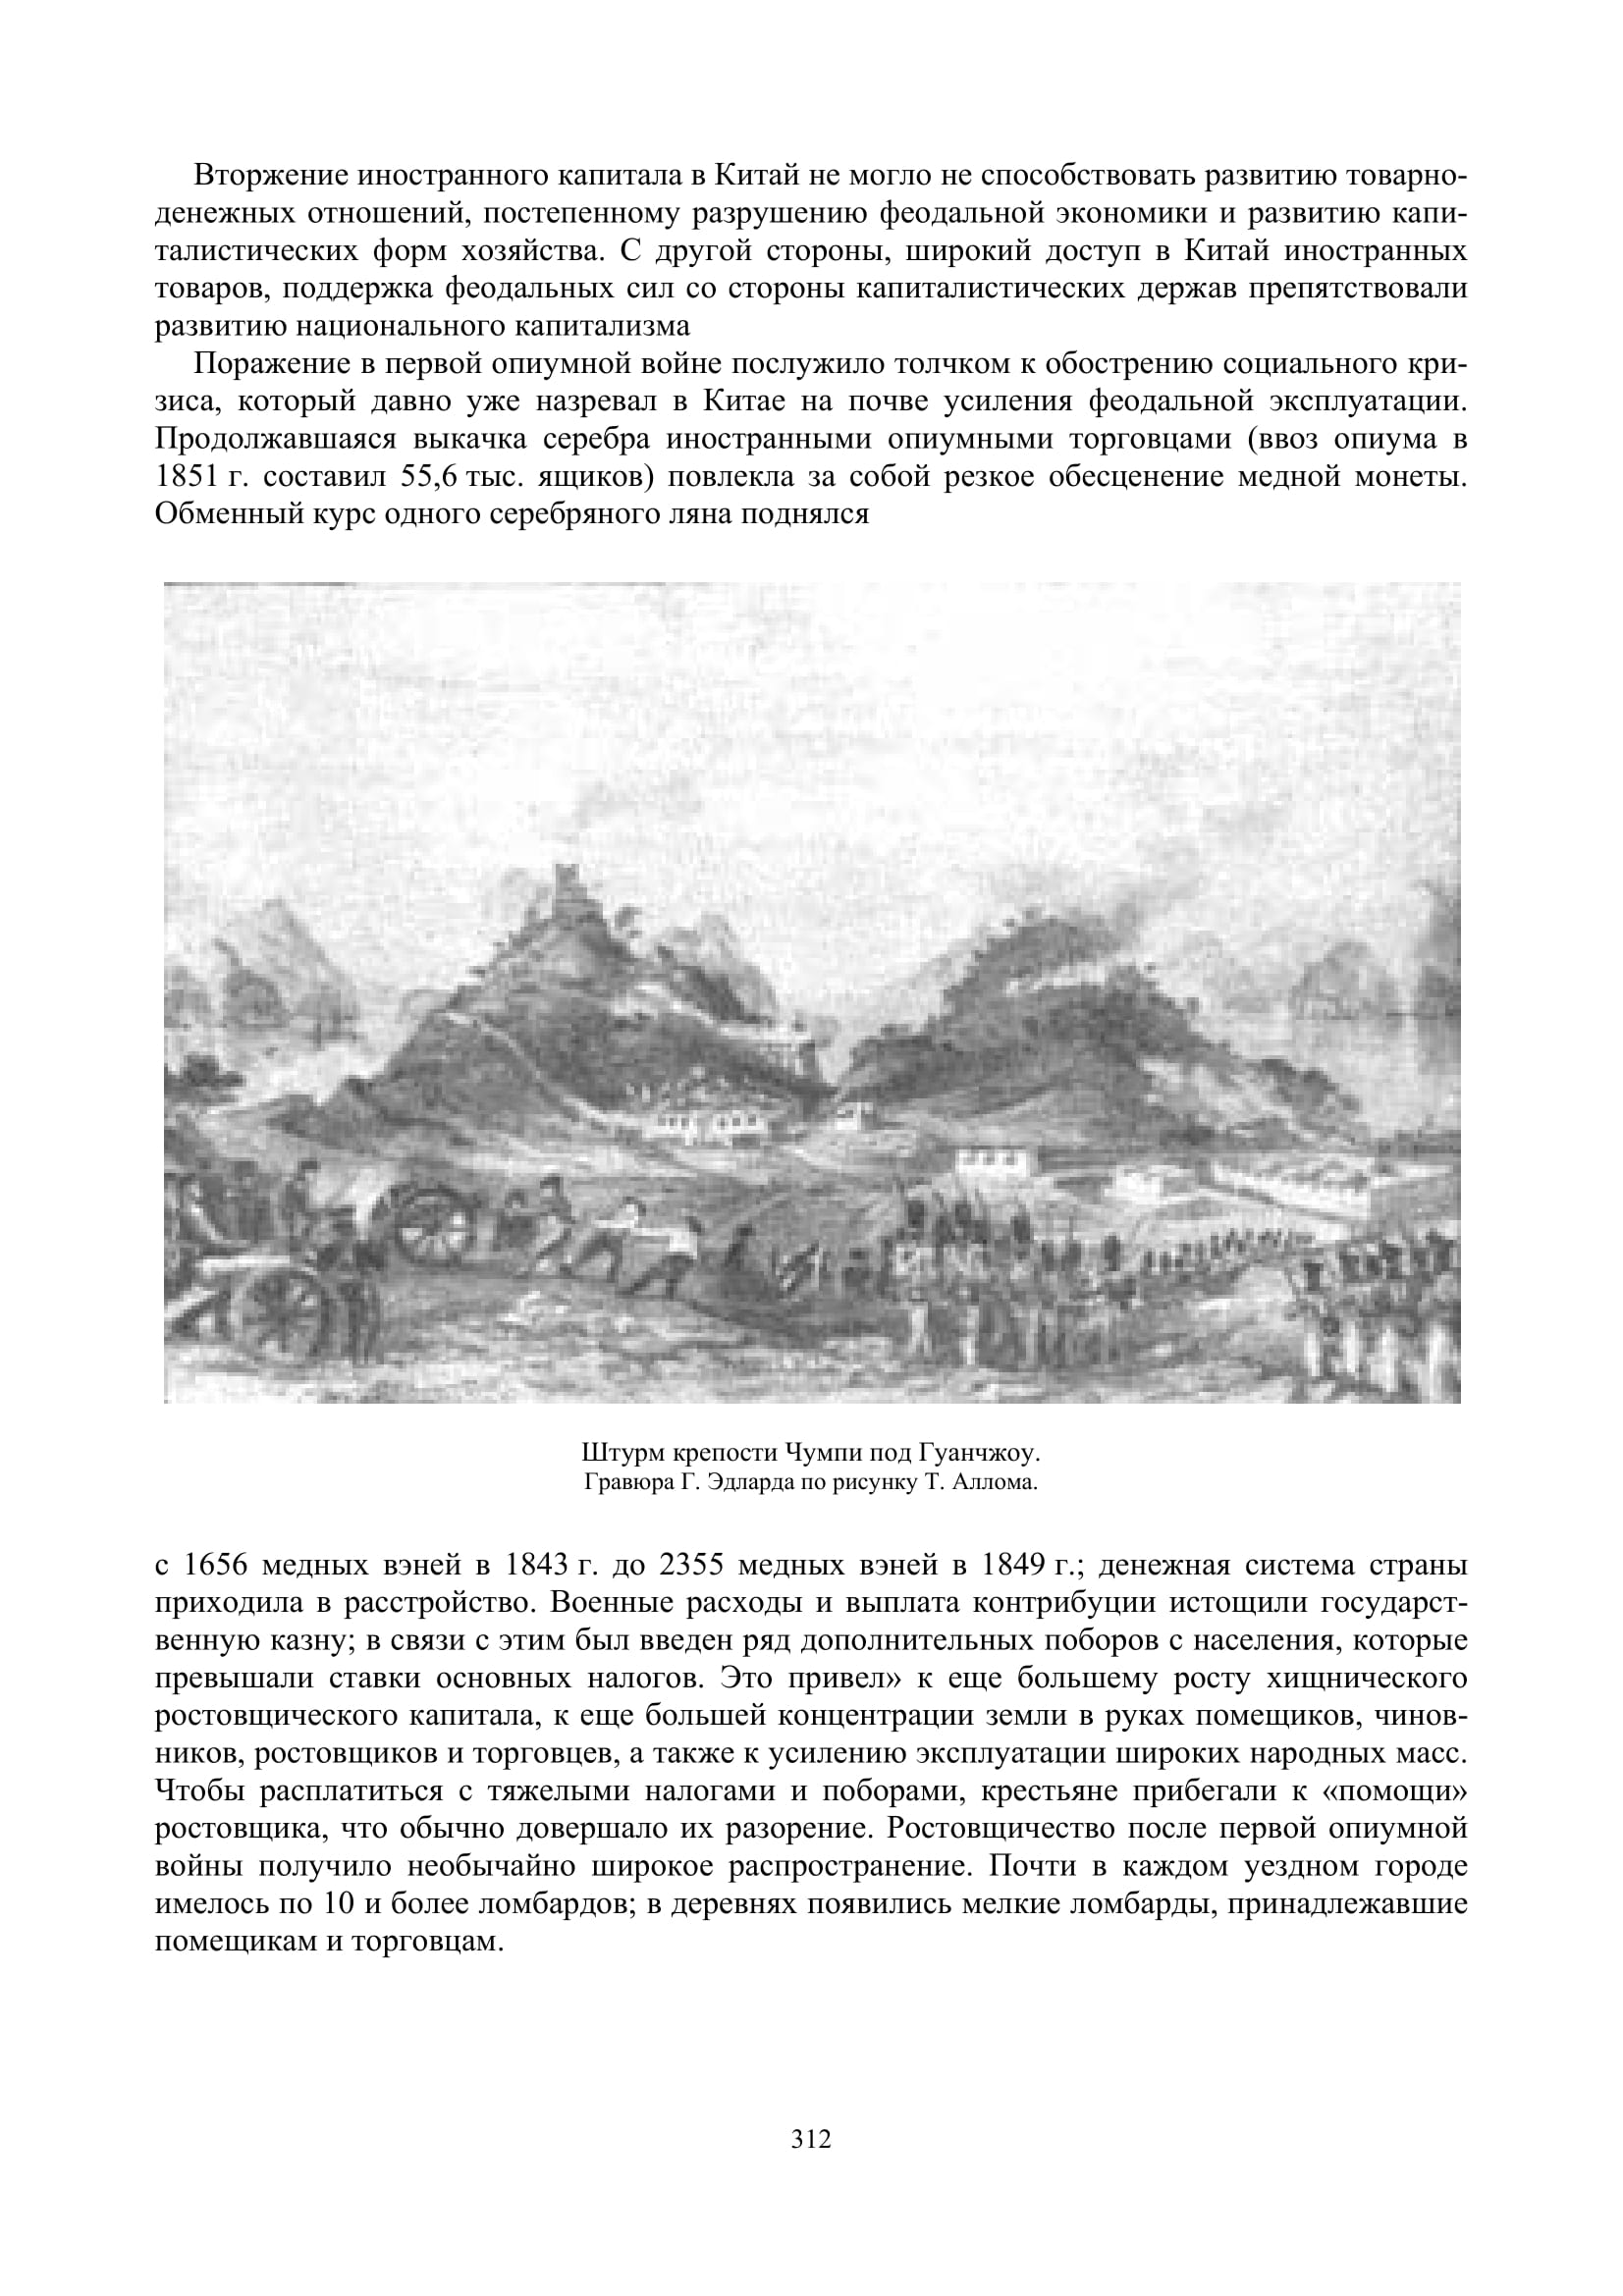 Вторжение иностранного капитала в Китай не могло не способствовать развитию товарно-
денежных отношений, постепенному разрушению феодальной экономики и развитию капи-
талистических форм хозяйства. С другой стороны, широкий доступ в Китай иностранных
товаров, поддержка феодальных сил со стороны капиталистических держав препятствовали
развитию национального капитализма
Поражение в первой опиумной войне послужило толчком к обострению социального кри-
зиса, который давно уже назревал в Китае на почве усиления феодальной эксплуатации.
Продолжавшаяся выкачка серебра иностранными опиумными торговцами (ввоз опиума в
1851 г. составил 55,6 тыс. ящиков) повлекла за собой резкое обесценение медной монеты.
Обменный курс одного серебряного ляна поднялся
Штурм крепости Чумпи под Гуанчжоу.
Гравюра Г. Эдларда по рисунку Т. Аллома.
с 1656 медных вэней в 1843 г. до 2355 медных вэней в 1849 г.; денежная система страны
приходила в расстройство. Военные расходы и выплата контрибуции истощили государст-
венную казну; в связи с этим был введен ряд дополнительных поборов с населения, которые
превышали ставки основных налогов. Это привел» к еще большему росту хищнического
ростовщического капитала, к еще большей концентрации земли в руках помещиков, чинов-
ников, ростовщиков и торговцев, а также к усилению эксплуатации широких народных масс.
Чтобы расплатиться с тяжелыми налогами и поборами, крестьяне прибегали к «помощи»
ростовщика, что обычно довершало их разорение. Ростовщичество после первой опиумной
войны получило необычайно широкое распространение. Почти в каждом уездном городе
имелось по 10 и более ломбардов; в деревнях появились мелкие ломбарды, принадлежавшие
помещикам и торговцам.
312